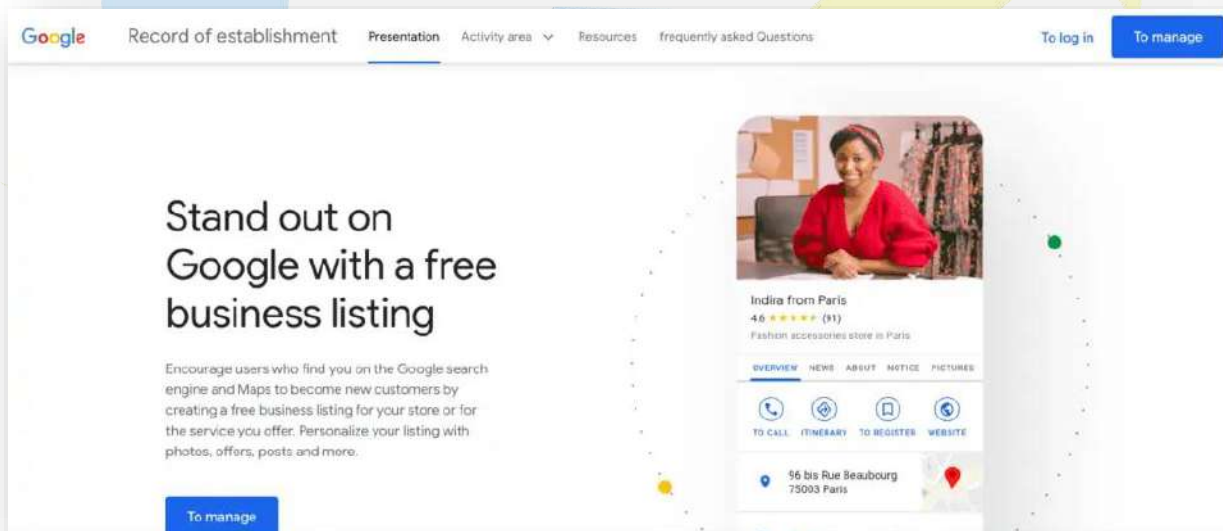 Google Record of establishment Presentation Activity area Resources frequently asked Questions To log in To manage
Stand out on
Google with a free
business listing
Encourage users who find you on the Google search
engine and Maps to become new customers by
creating a free business listing for your store or for
the service you offer. Personalize your listing with
photos, offers, posts and more.
To manage
Indira from Paris
4.6 ★★★★★ (91)
Fashion accessories store in Paris
OVERVIEW NEWS ABOUT NOTICE PICTURES
TO CALL ITINERARY TO REGISTER WEBSITE
96 bis Rue Beaubourg
75003 Paris